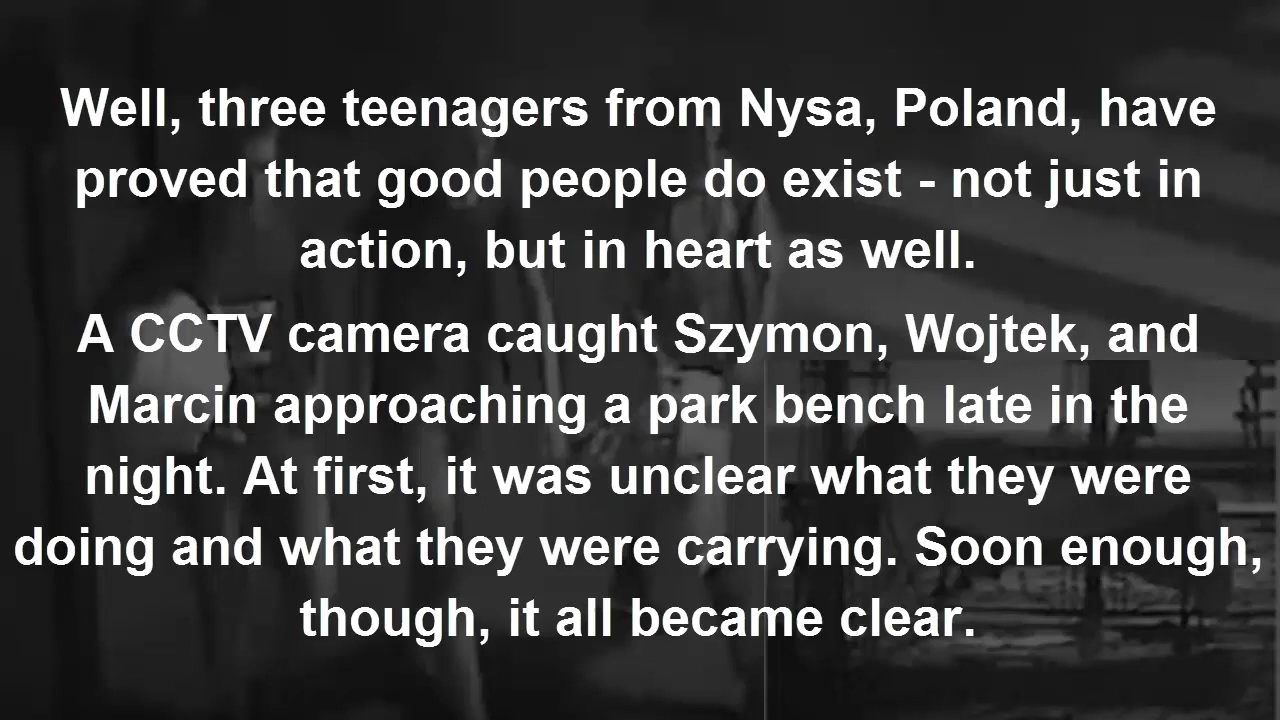 Well, three teenagers from Nysa, Poland, have
proved that good people do exist - not just in
action, but in heart as well.
A CCTV camera caught Szymon, Wojtek, and
Marcin approaching a park bench late in the
night. At first, it was unclear what they were
doing and what they were carrying. Soon enough,
though, it all became clear.